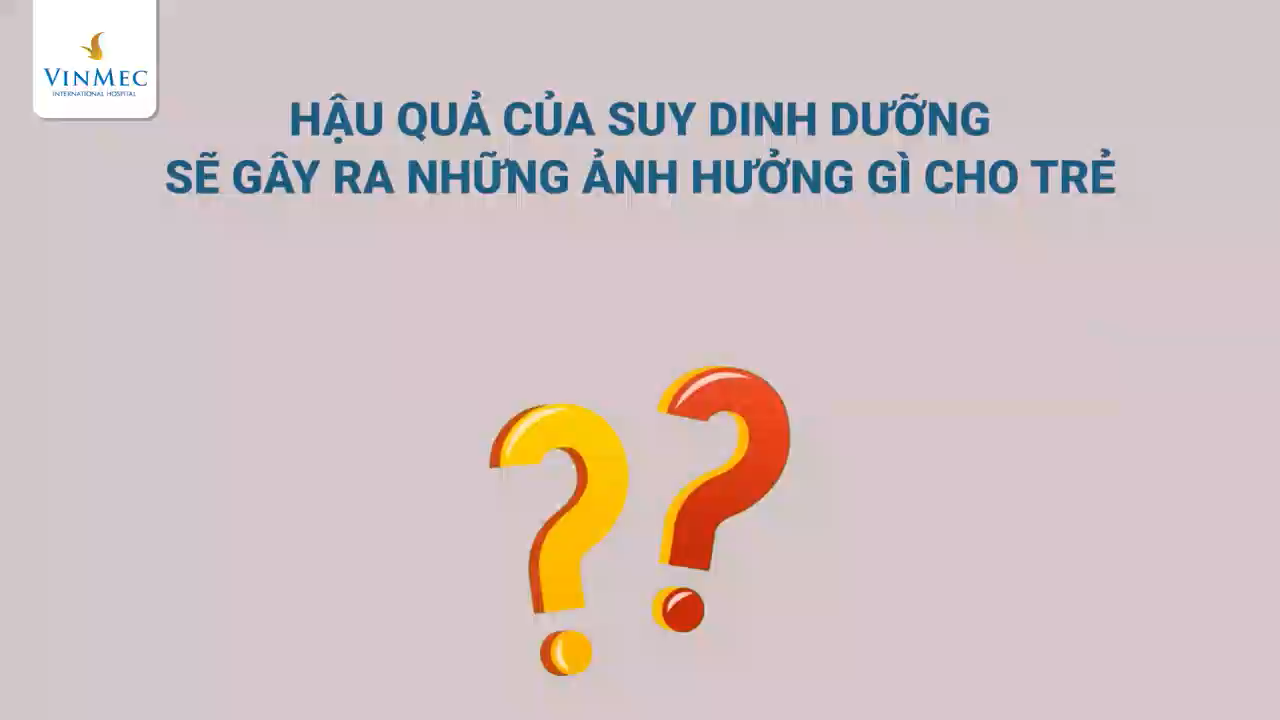 VINMEC
INTERNATIONAL HOSPITAL
HẬU QUẢ CỦA SUY DINH DƯỠNG
SẼ GÂY RA NHỮNG ẢNH HƯỞNG GÌ CHO TRẺ